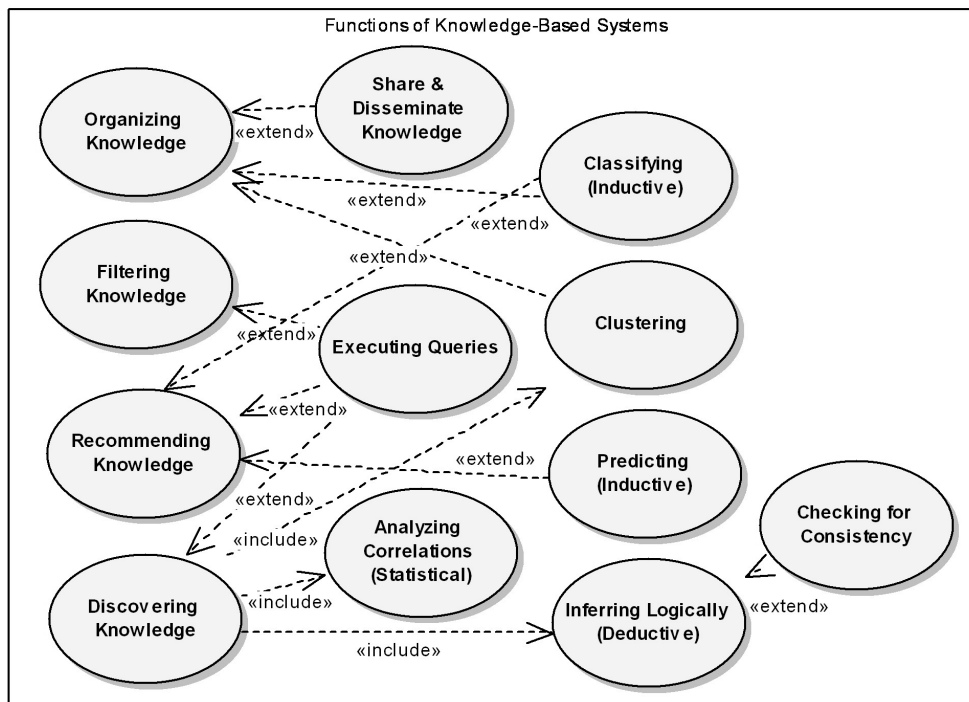 Functions of Knowledge-Based Systems
Share &
Disseminate
Knowledge
Organizing
Knowledge
«extend»
Classifying
(Inductive)
«extend»
«extend»
«extend»
Filtering
Knowledge
Clustering
«extend»
Executing Queries
«extend»
Recommending
Knowledge
«extend»
Predicting
(Inductive)
«extend»
Checking for
Consistency
Analyzing
Correlations
(Statistical)
«include»
«include»
Discovering
Knowledge
Inferring Logically
(Deductive)
«extend»
«include»